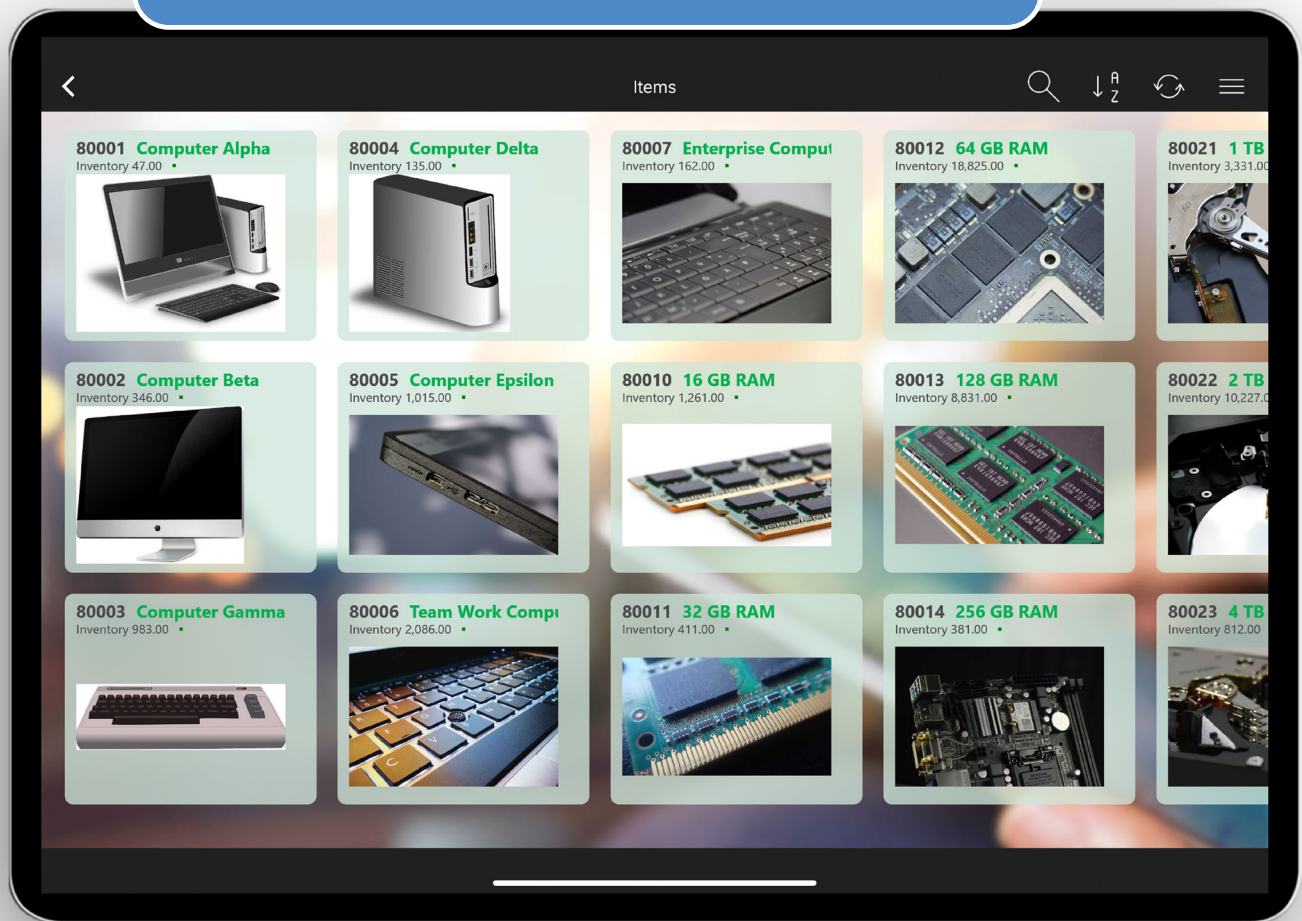 Items
A
Z
80001 Computer Alpha
Inventory 47.00
80002 Computer Beta
Inventory 346.00
80003 Computer Gamma
Inventory 983.00
80004 Computer Delta
Inventory 135.00
80005 Computer Epsilon
Inventory 1,015.00
80006 Team Work Compu
Inventory 2,086.00
80007 Enterprise Comput
Inventory 162.00
80010 16 GB RAM
Inventory 1,261.00
80011 32 GB RAM
Inventory 411.00
80012 64 GB RAM
Inventory 18,825.00
80013 128 GB RAM
Inventory 8,831.00
80014 256 GB RAM
Inventory 381.00
80021 1 TB
Inventory 3,331.00
80022 2 TB
Inventory 10,227.0
80023 4 TB
Inventory 812.00